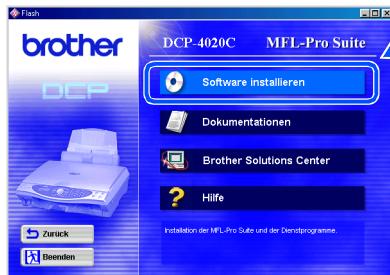 Flash
brother
DCP-4020C MFL-Pro Suite
DCP
Software installieren
Dokumentationen
Brother Solutions Center
Hilfe
Installation der MFL-Pro Suite und der Dienstprogramme.
Zurück
Beenden